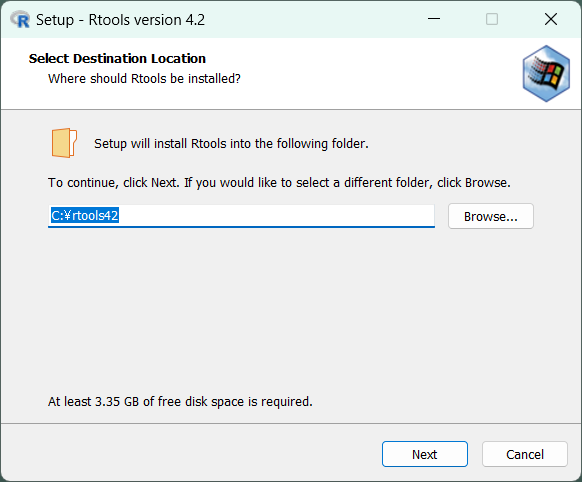 Setup - Rtools version 4.2
Select Destination Location
Where should Rtools be installed?
Setup will install Rtools into the following folder.
To continue, click Next. If you would like to select a different folder, click Browse.
C:¥rtools42
Browse...
At least 3.35 GB of free disk space is required.
Next
Cancel